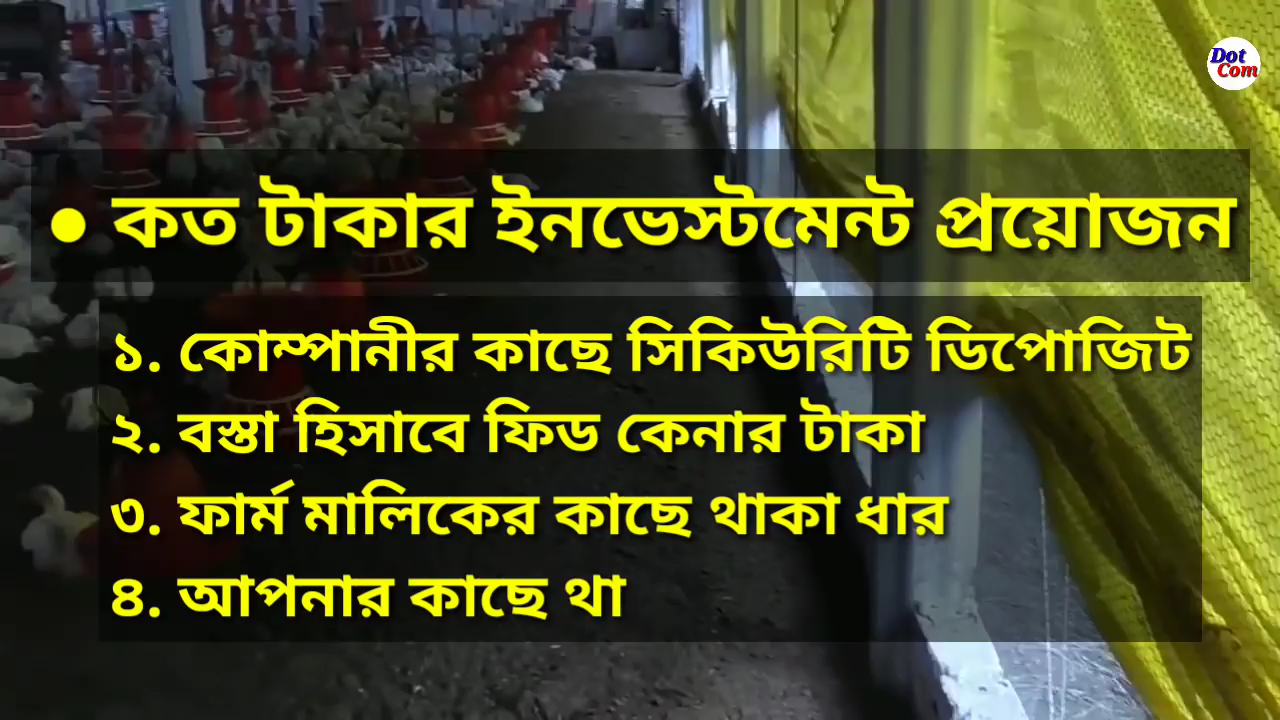 Dot
Com
• কত টাকার ইনভেস্টমেন্ট প্রয়োজন
১. কোম্পানীর কাছে সিকিউরিটি ডিপোজিট
২. বস্তা হিসাবে ফিড কেনার টাকা
৩. ফার্ম মালিকের কাছে থাকা ধার
৪. আপনার কাছে থা